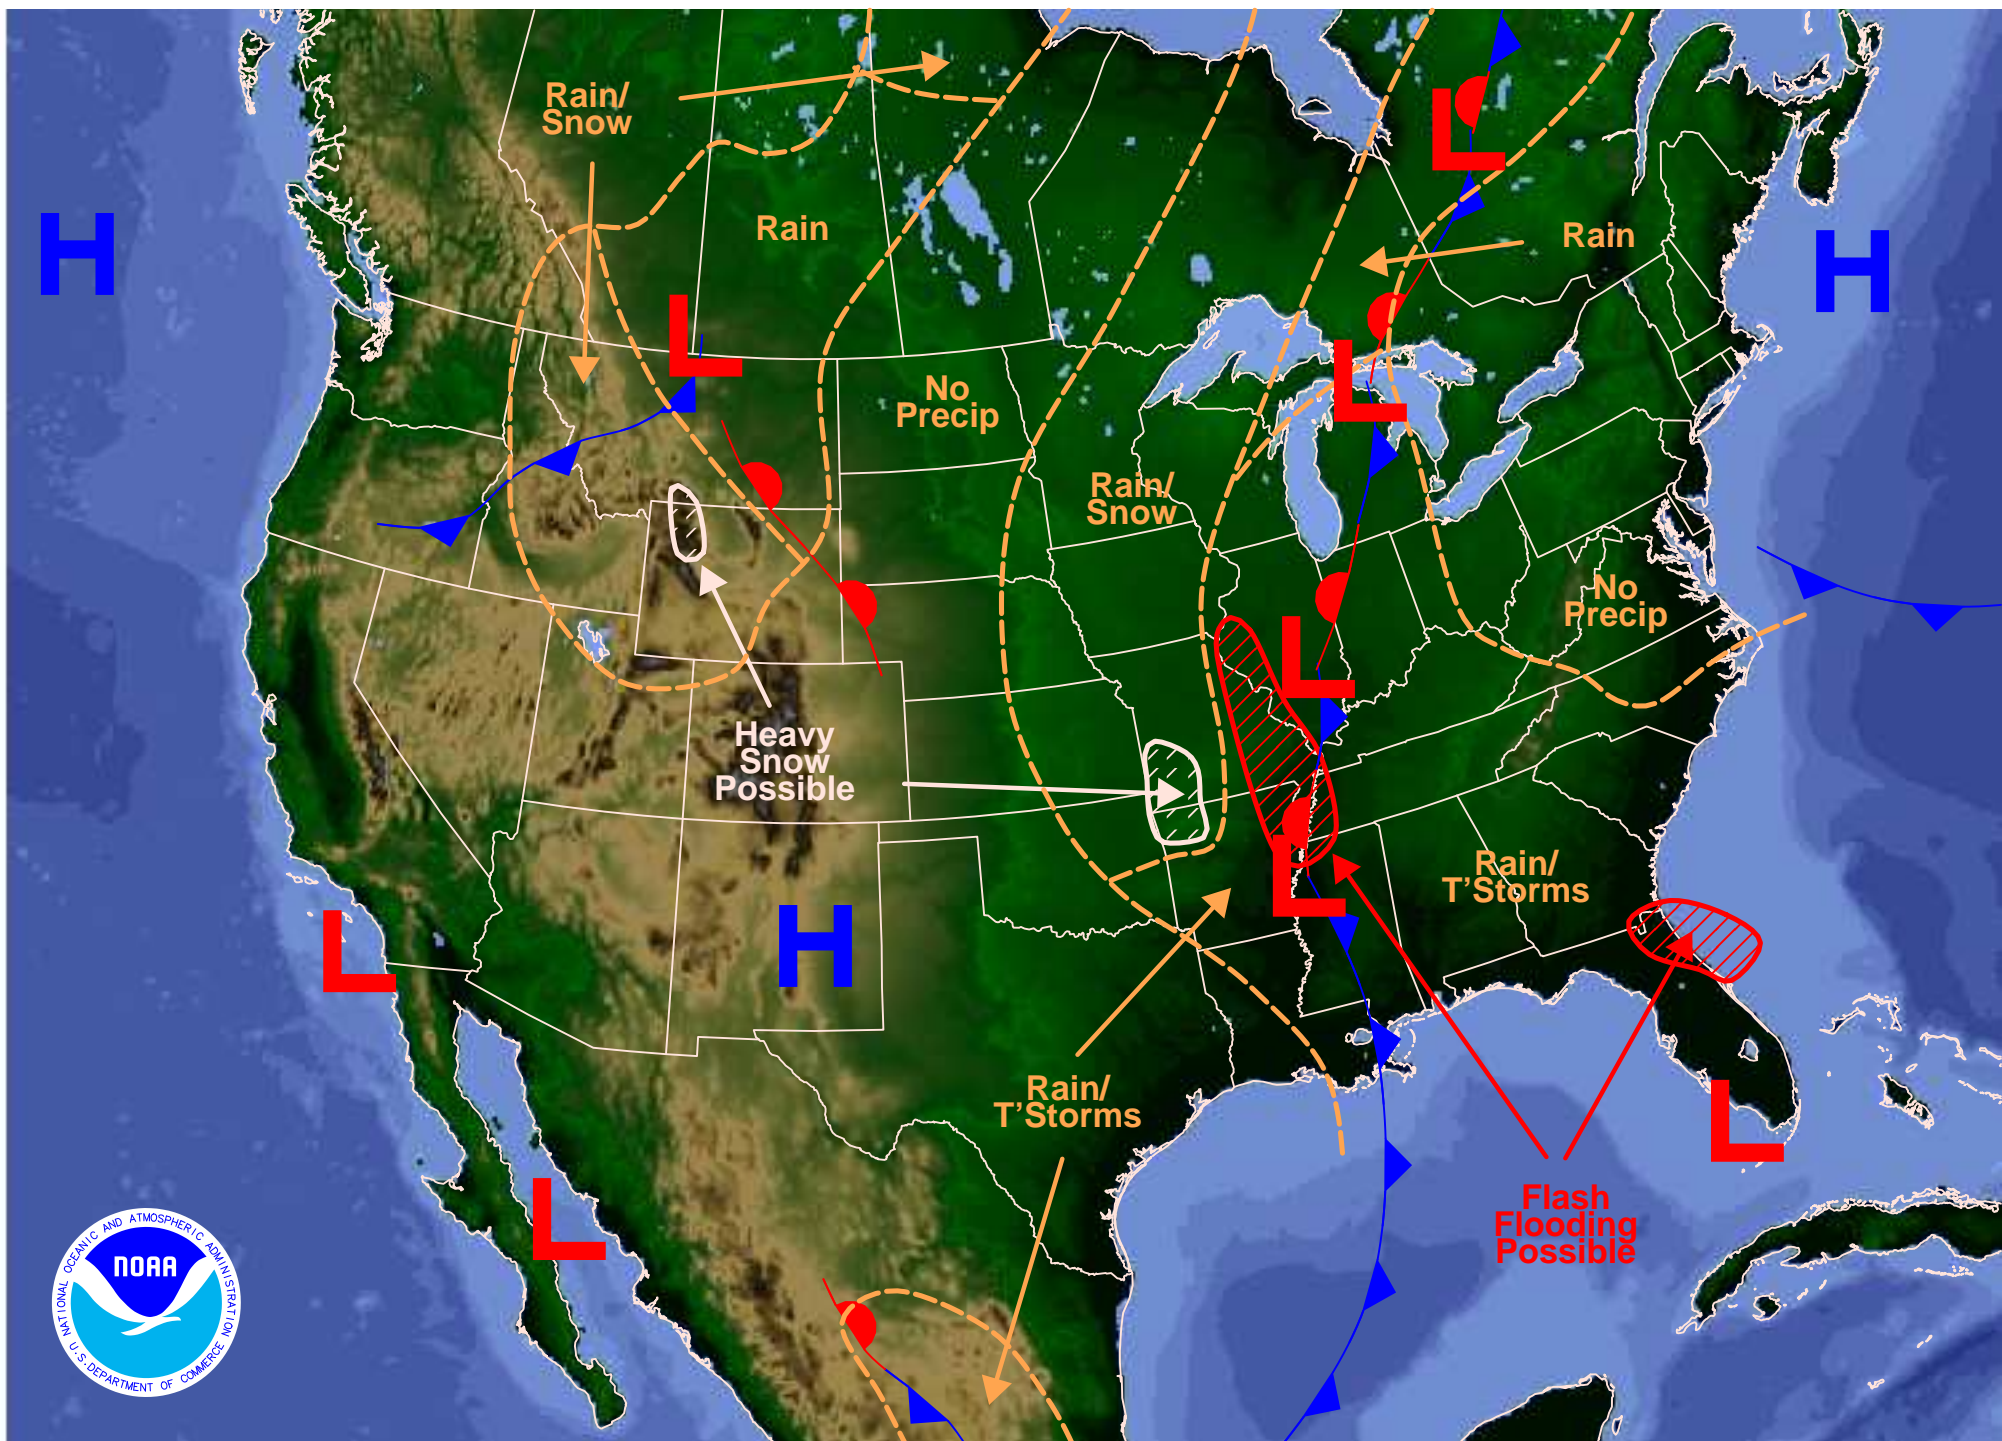 Rain/
Snow
Rain
Rain
H
H
L
L
L
No
Precip
Rain/
Snow
No
Precip
L
Heavy
Snow
Possible
Rain/
T'Storms
L
H
L
Rain/
T'Storms
L
L
Flash
Flooding
Possible
NATIONAL OCEANIC AND ATMOSPHERIC ADMINISTRATION
NOAA
U.S. DEPARTMENT OF COMMERCE